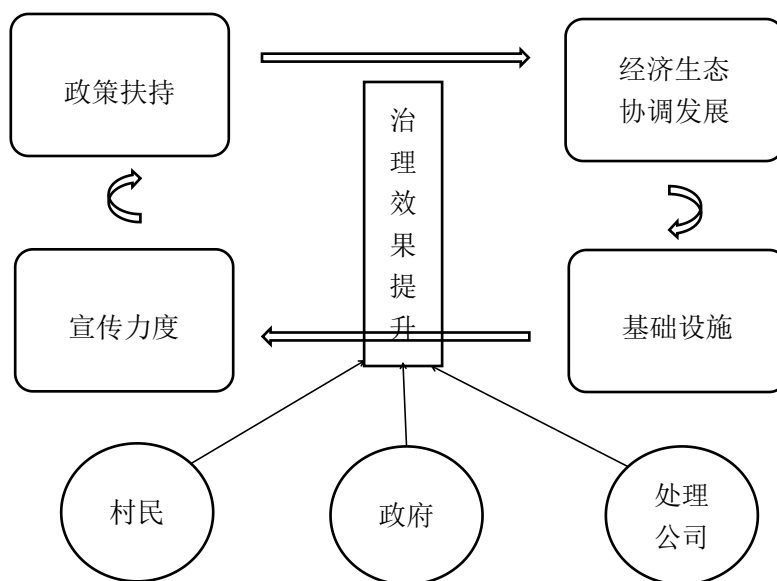 政策扶持
经济生态
协调发展
治
理
效
果
提
升
宣传力度
基础设施
村民
政府
处理
公司